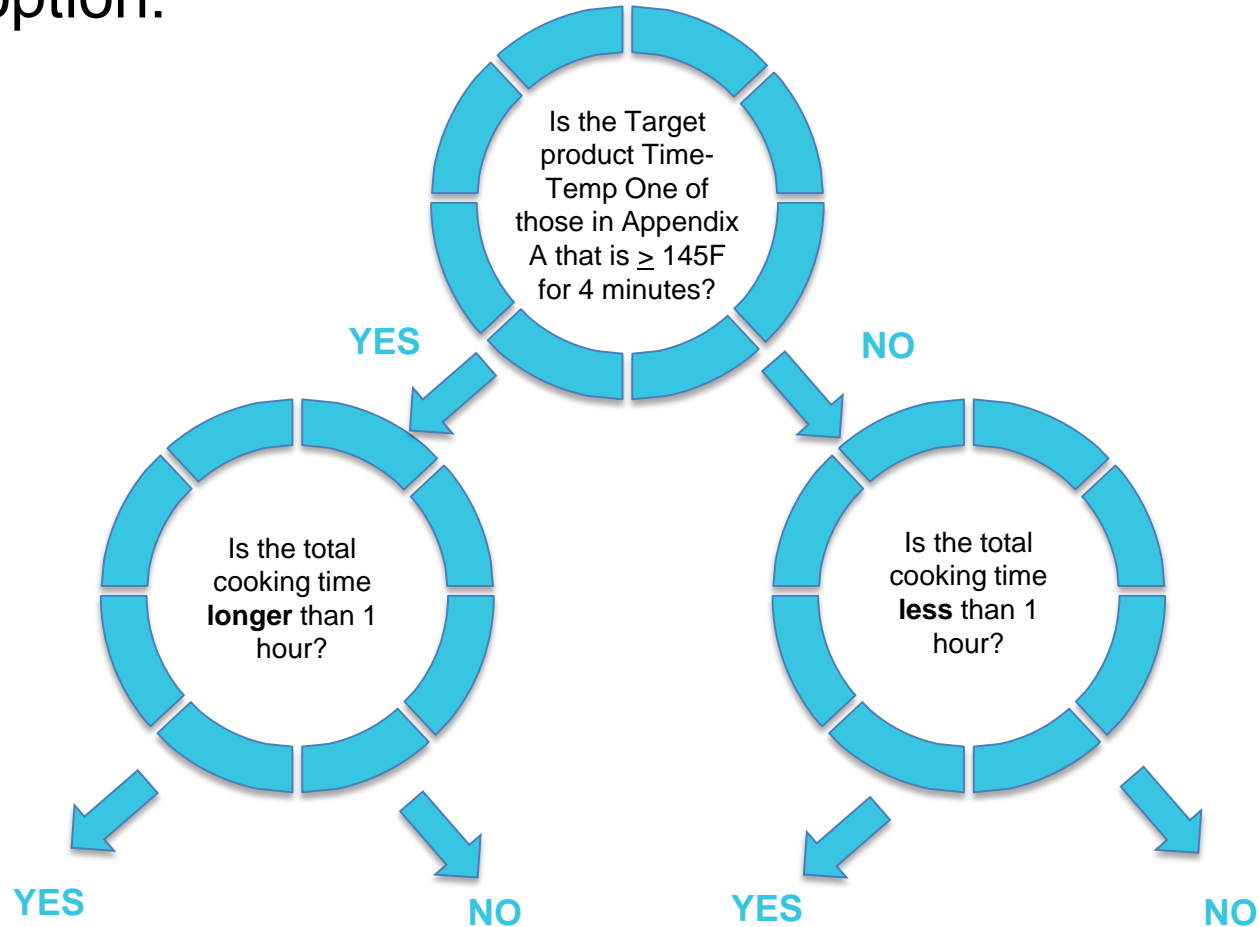 option.
Is the Target
product Time-
Temp One of
those in Appendix
A that is ≥ 145F
for 4 minutes?
YES
NO
Is the total
cooking time
longer than 1
hour?
Is the total
cooking time
less than 1
hour?
YES
NO
YES
NO